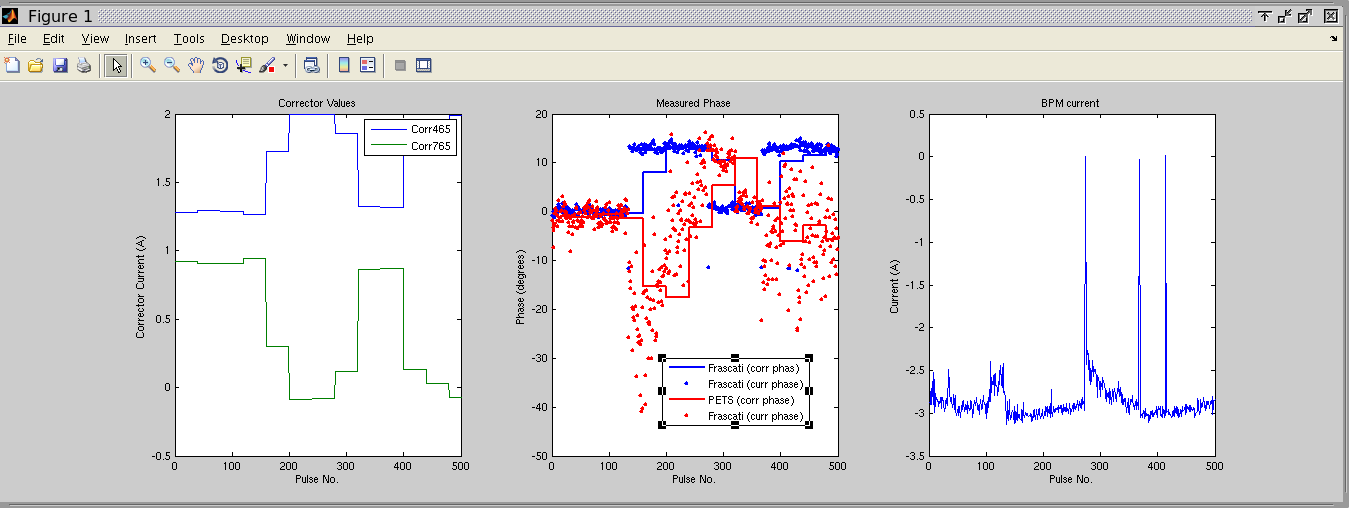 Figure 1
File Edit View Insert Tools Desktop Window Help
Corrector Values
Corrector Current (A)
2
1.5
1
0.5
0
-0.5
0 100 200 300 400 500
Pulse No.
Corr465
Corr765
Measured Phase
Phase (degrees)
20
10
0
-10
-20
-30
-40
-50
0 100 200 300 400 500
Pulse No.
Frascati (corr phas)
Frascati (curr phase)
PETS (corr phase)
Frascati (curr phase)
BPM current
Current (A)
0.5
0
-0.5
-1
-1.5
-2
-2.5
-3
-3.5
0 100 200 300 400 500
Pulse No.